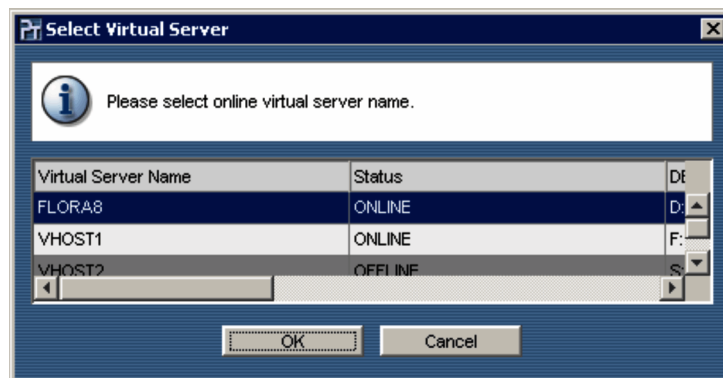 Select Virtual Server
Please select online virtual server name.
Virtual Server Name Status
FLORA8 ONLINE D:
VHOST1 ONLINE F:
VHOST2 OFFLINE S:
OK Cancel